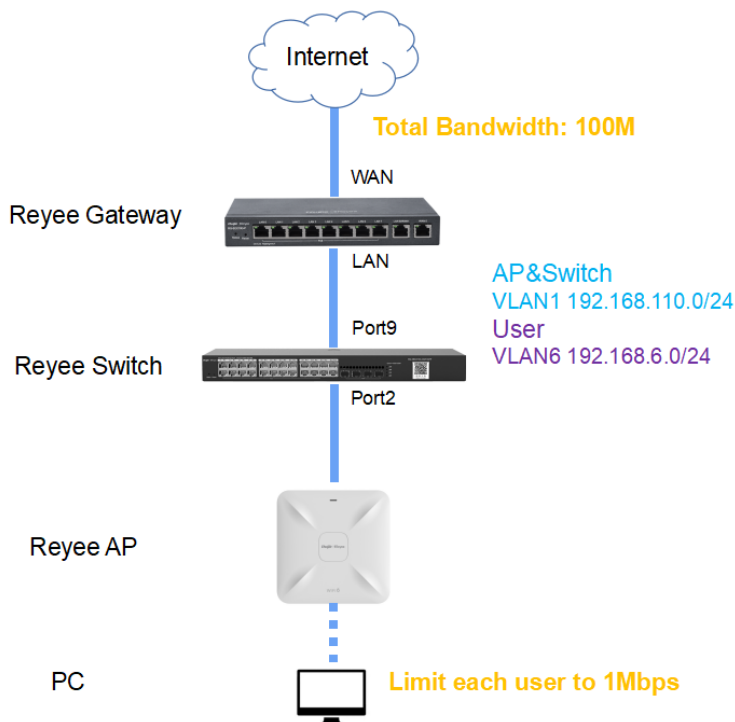 Internet
Total Bandwidth: 100M
WAN
Reyee Gateway
LAN
AP&Switch
VLAN1 192.168.110.0/24
User
VLAN6 192.168.6.0/24
Port9
Reyee Switch
Port2
Reyee AP
PC
Limit each user to 1Mbps